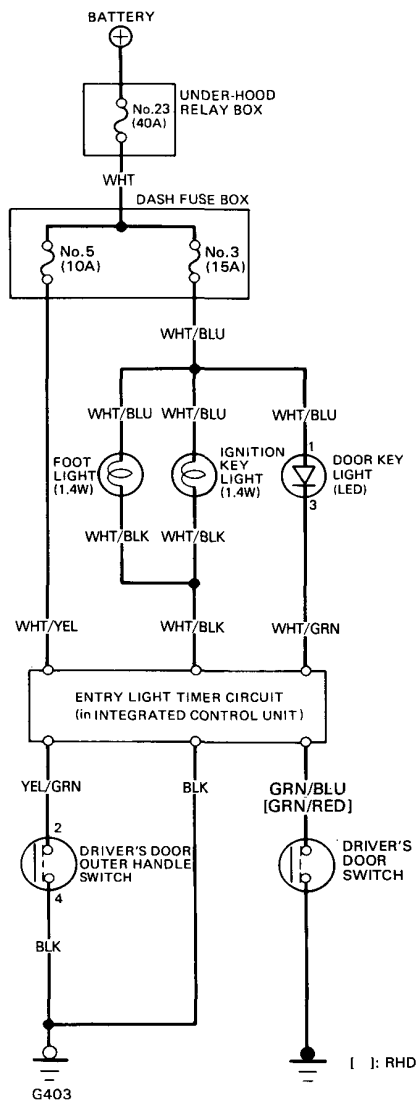 BATTERY
No.23
(40A)
UNDER-HOOD
RELAY BOX
WHT
DASH FUSE BOX
No.5
(10A)
No.3
(15A)
WHT/BLU
WHT/BLU
WHT/BLU
WHT/BLU
FOOT
LIGHT
(1.4W)
IGNITION
KEY
LIGHT
(1.4W)
1
DOOR KEY
LIGHT
(LED)
3
WHT/BLK
WHT/BLK
WHT/YEL
WHT/BLK
WHT/GRN
ENTRY LIGHT TIMER CIRCUIT
(in INTEGRATED CONTROL UNIT)
YEL/GRN
BLK
GRN/BLU
[GRN/RED]
2
DRIVER'S DOOR
OUTER HANDLE
SWITCH
4
DRIVER'S
DOOR
SWITCH
BLK
G403
[ ]: RHD